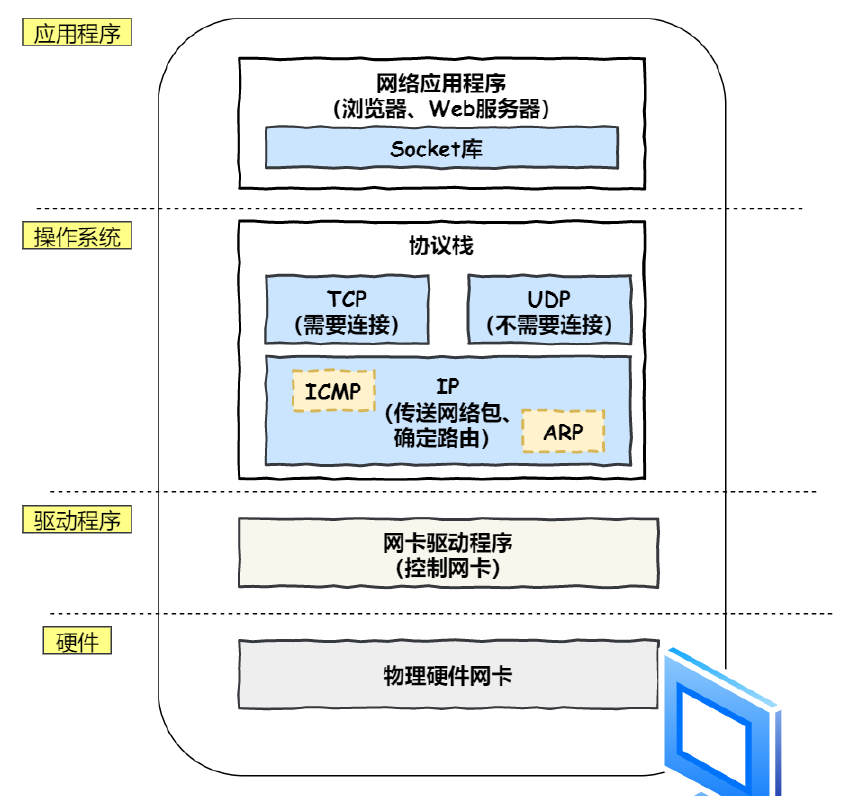 应用程序
网络应用程序
(浏览器、Web服务器)
Socket库
操作系统
协议栈
TCP
(需要连接)
UDP
(不需要连接)
ICMP
IP
(传送网络包、
确定路由)
ARP
驱动程序
网卡驱动程序
(控制网卡)
硬件
物理硬件网卡